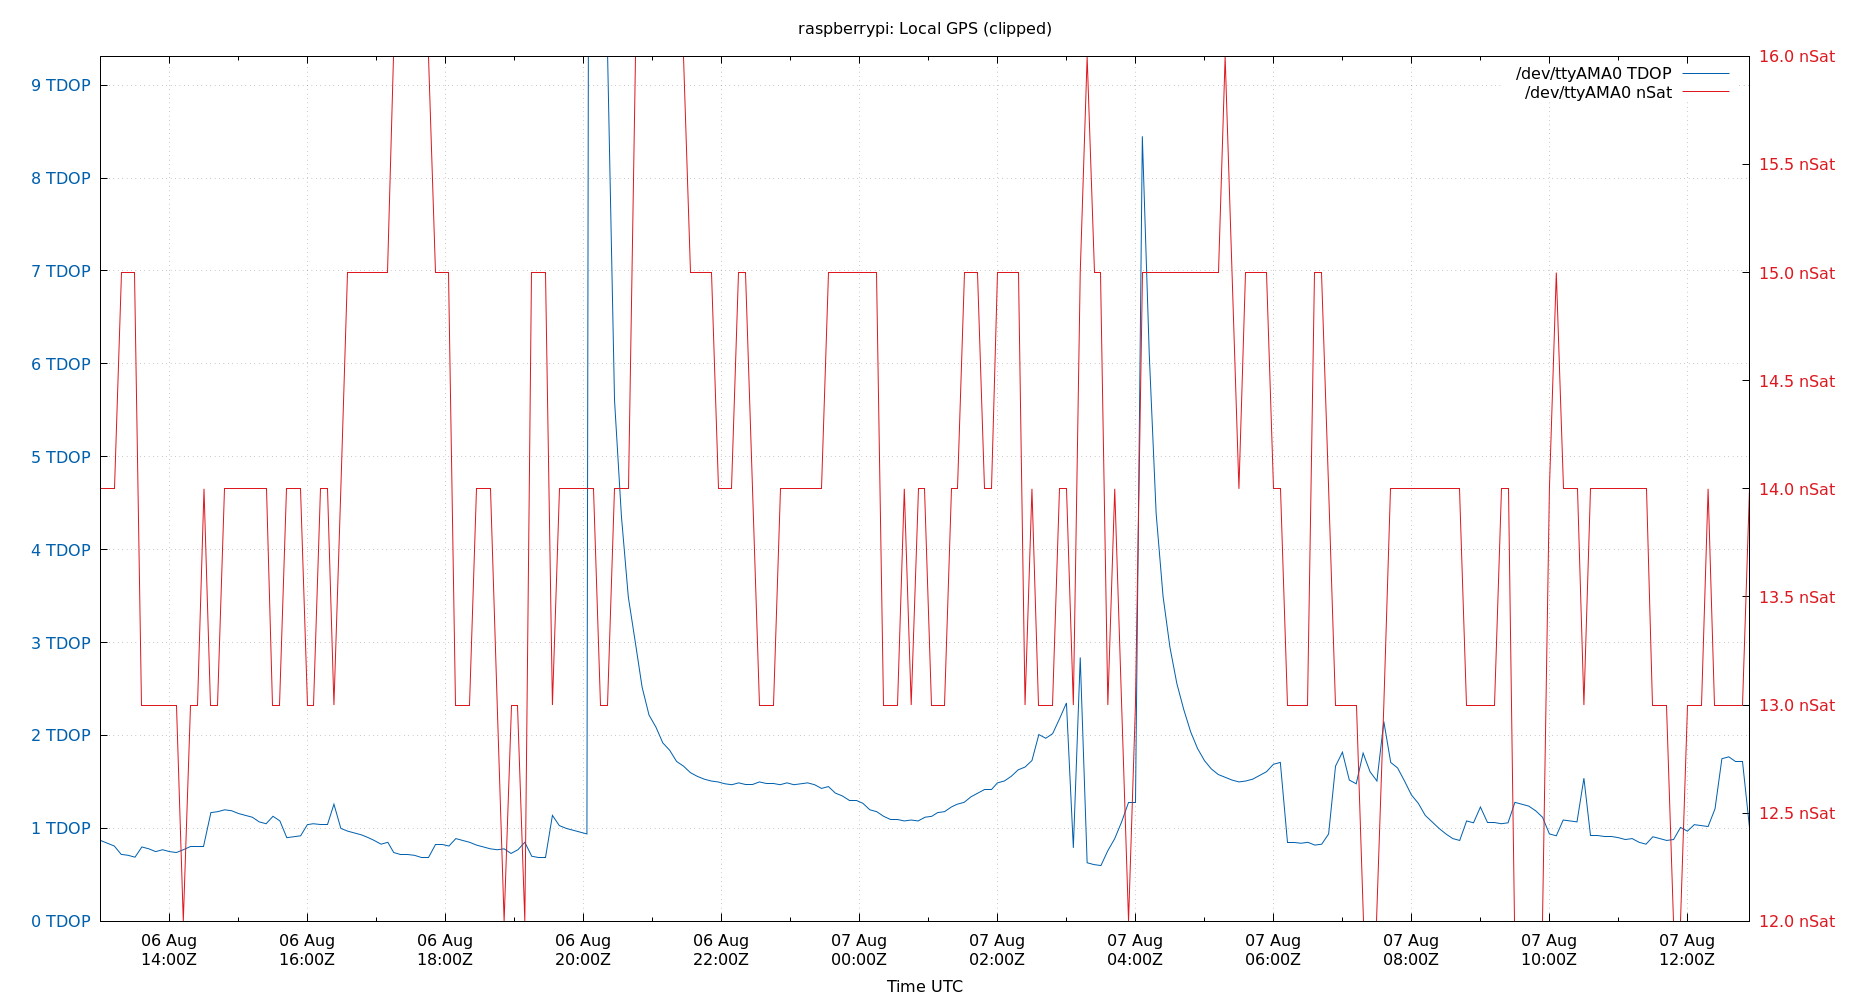 raspberrypi: Local GPS (clipped)
/dev/ttyAMA0 TDOP
/dev/ttyAMA0 nSat
9 TDOP
8 TDOP
7 TDOP
6 TDOP
5 TDOP
4 TDOP
3 TDOP
2 TDOP
1 TDOP
0 TDOP
16.0 nSat
15.5 nSat
15.0 nSat
14.5 nSat
14.0 nSat
13.5 nSat
13.0 nSat
12.5 nSat
12.0 nSat
06 Aug 06 Aug 06 Aug 06 Aug 06 Aug 07 Aug 07 Aug 07 Aug 07 Aug 07 Aug 07 Aug 07 Aug
14:00Z 16:00Z 18:00Z 20:00Z 22:00Z 00:00Z 02:00Z 04:00Z 06:00Z 08:00Z 10:00Z 12:00Z
Time UTC